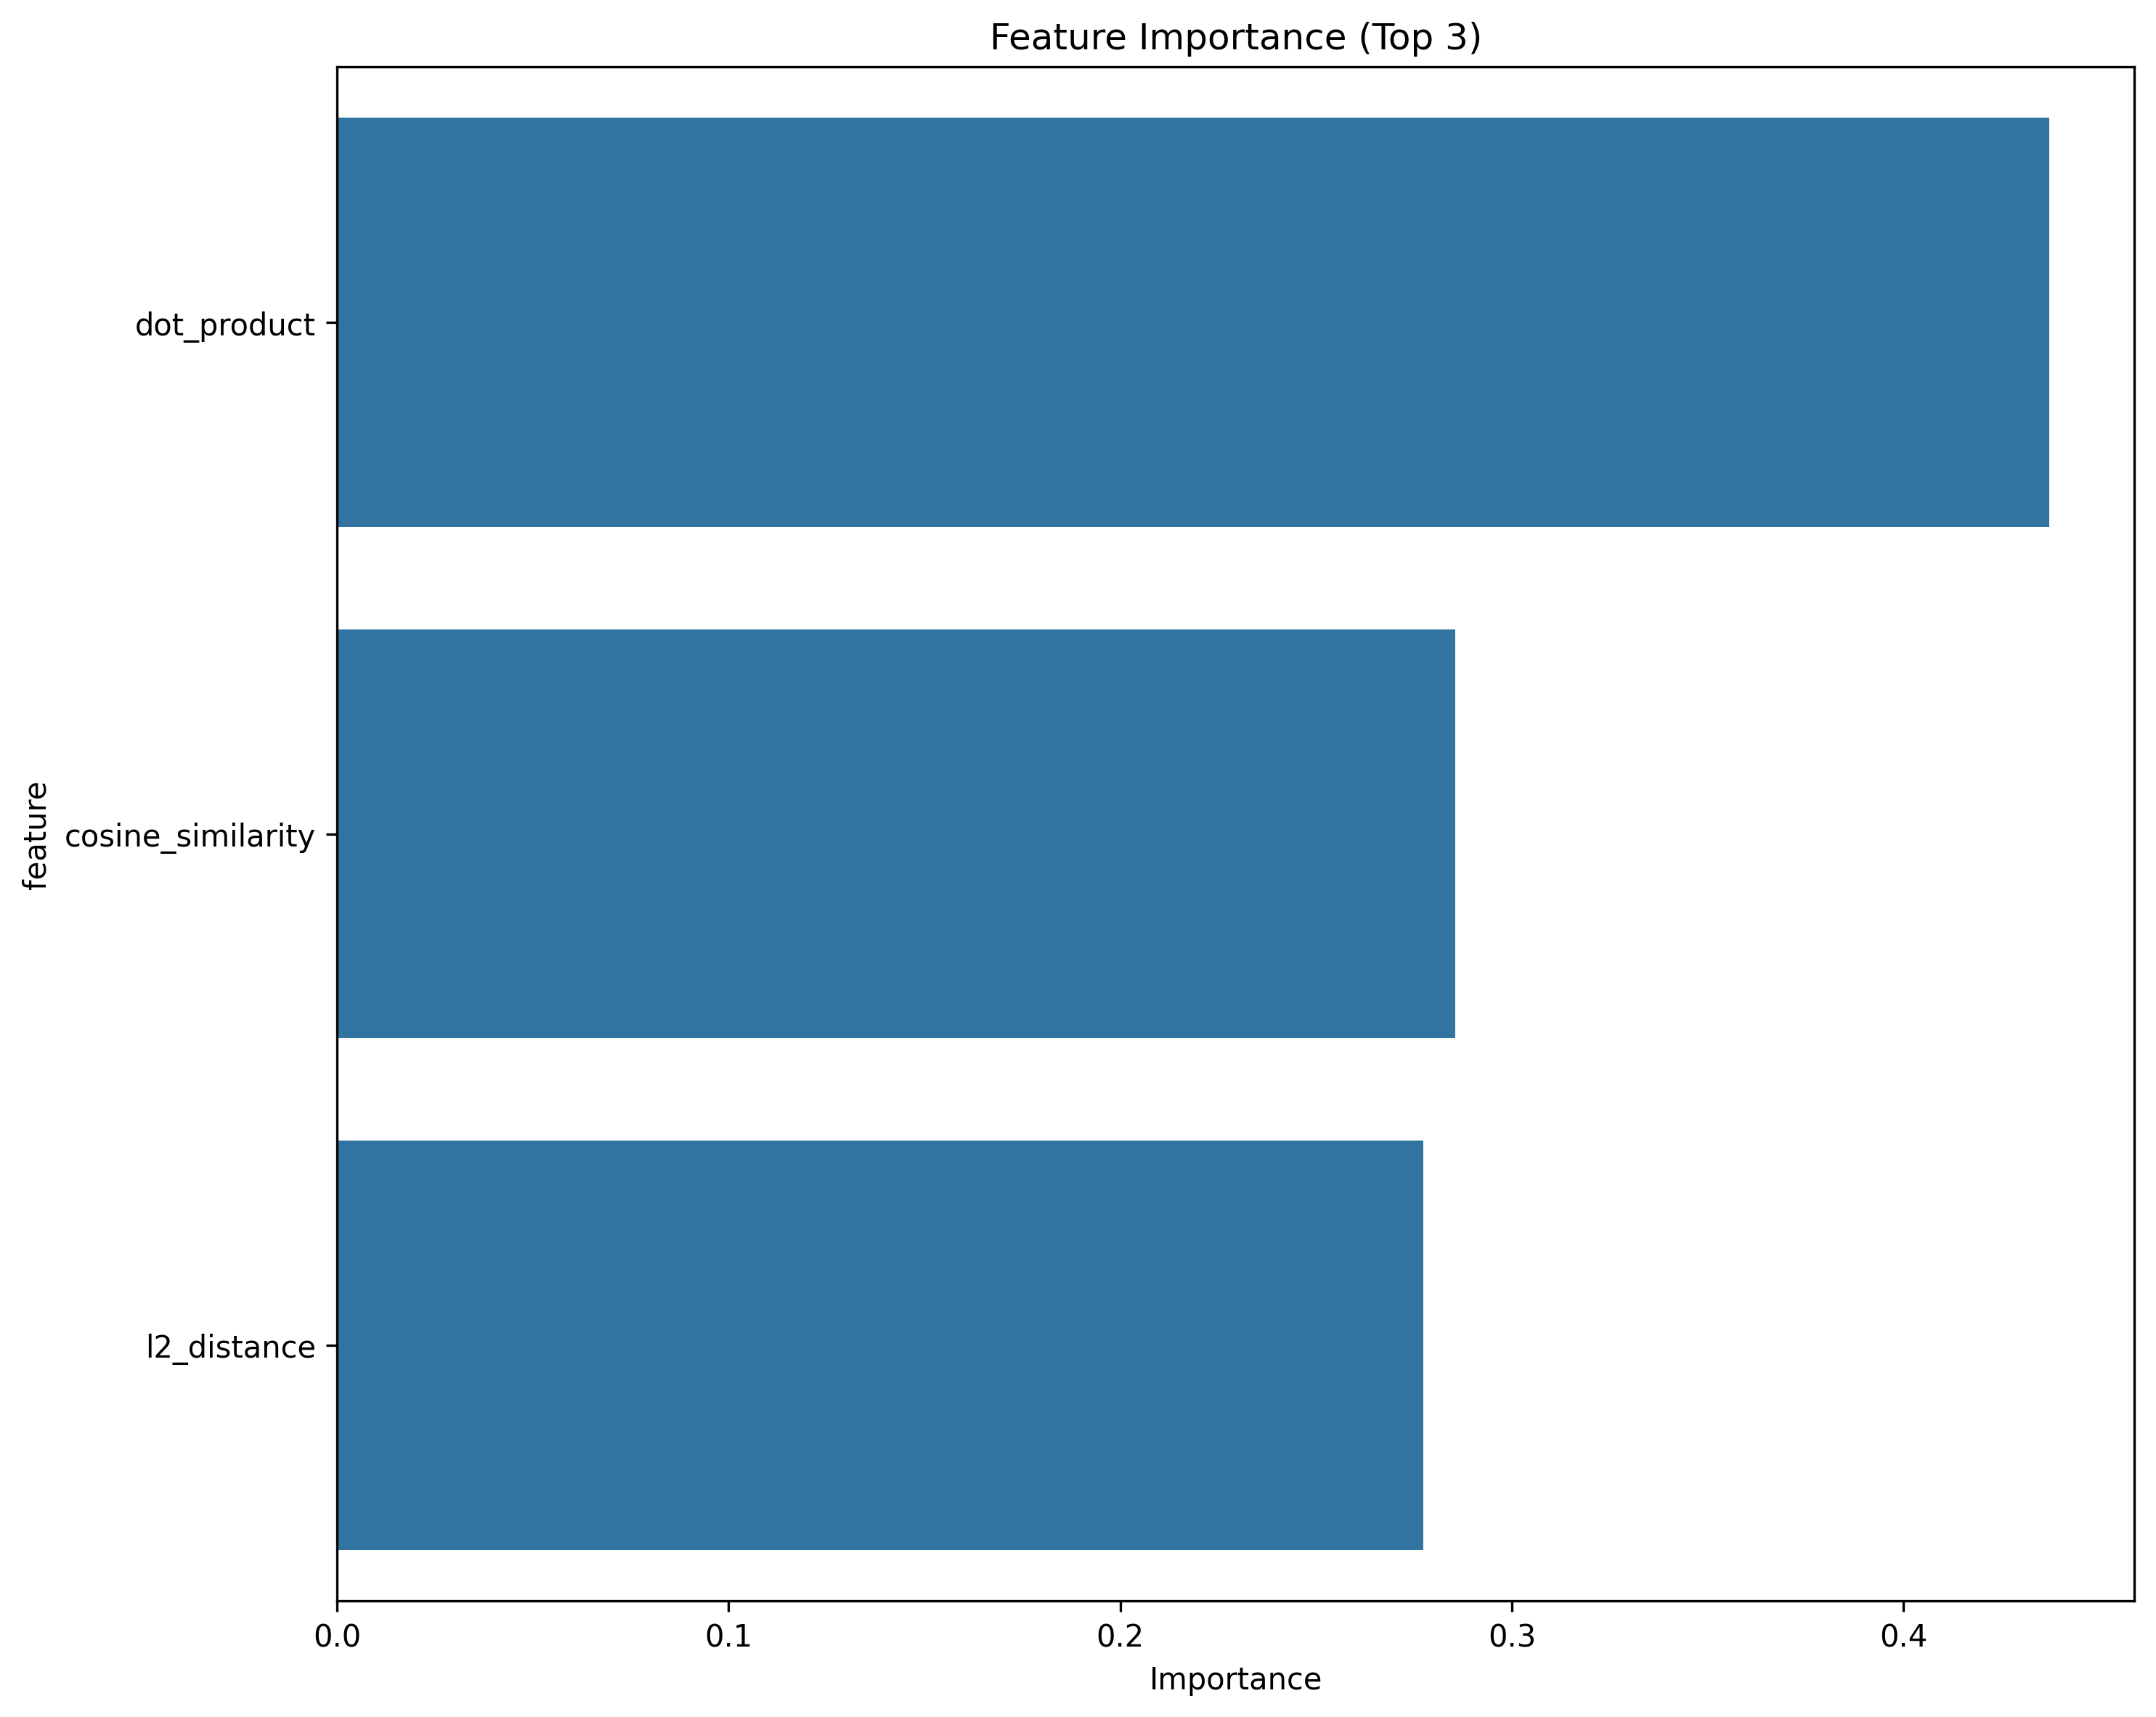 Feature Importance (Top 3)
feature
dot_product
cosine_similarity
l2_distance
0.0 0.1 0.2 0.3 0.4
Importance